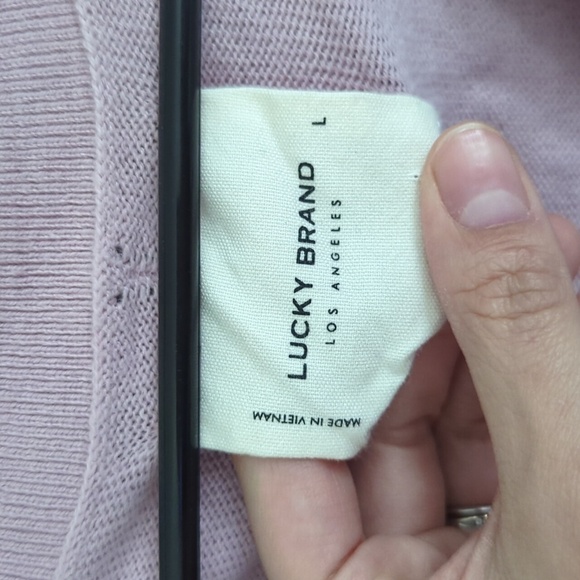 LUCKY BRAND
LOS ANGELES
L
MADE IN VIETNAM